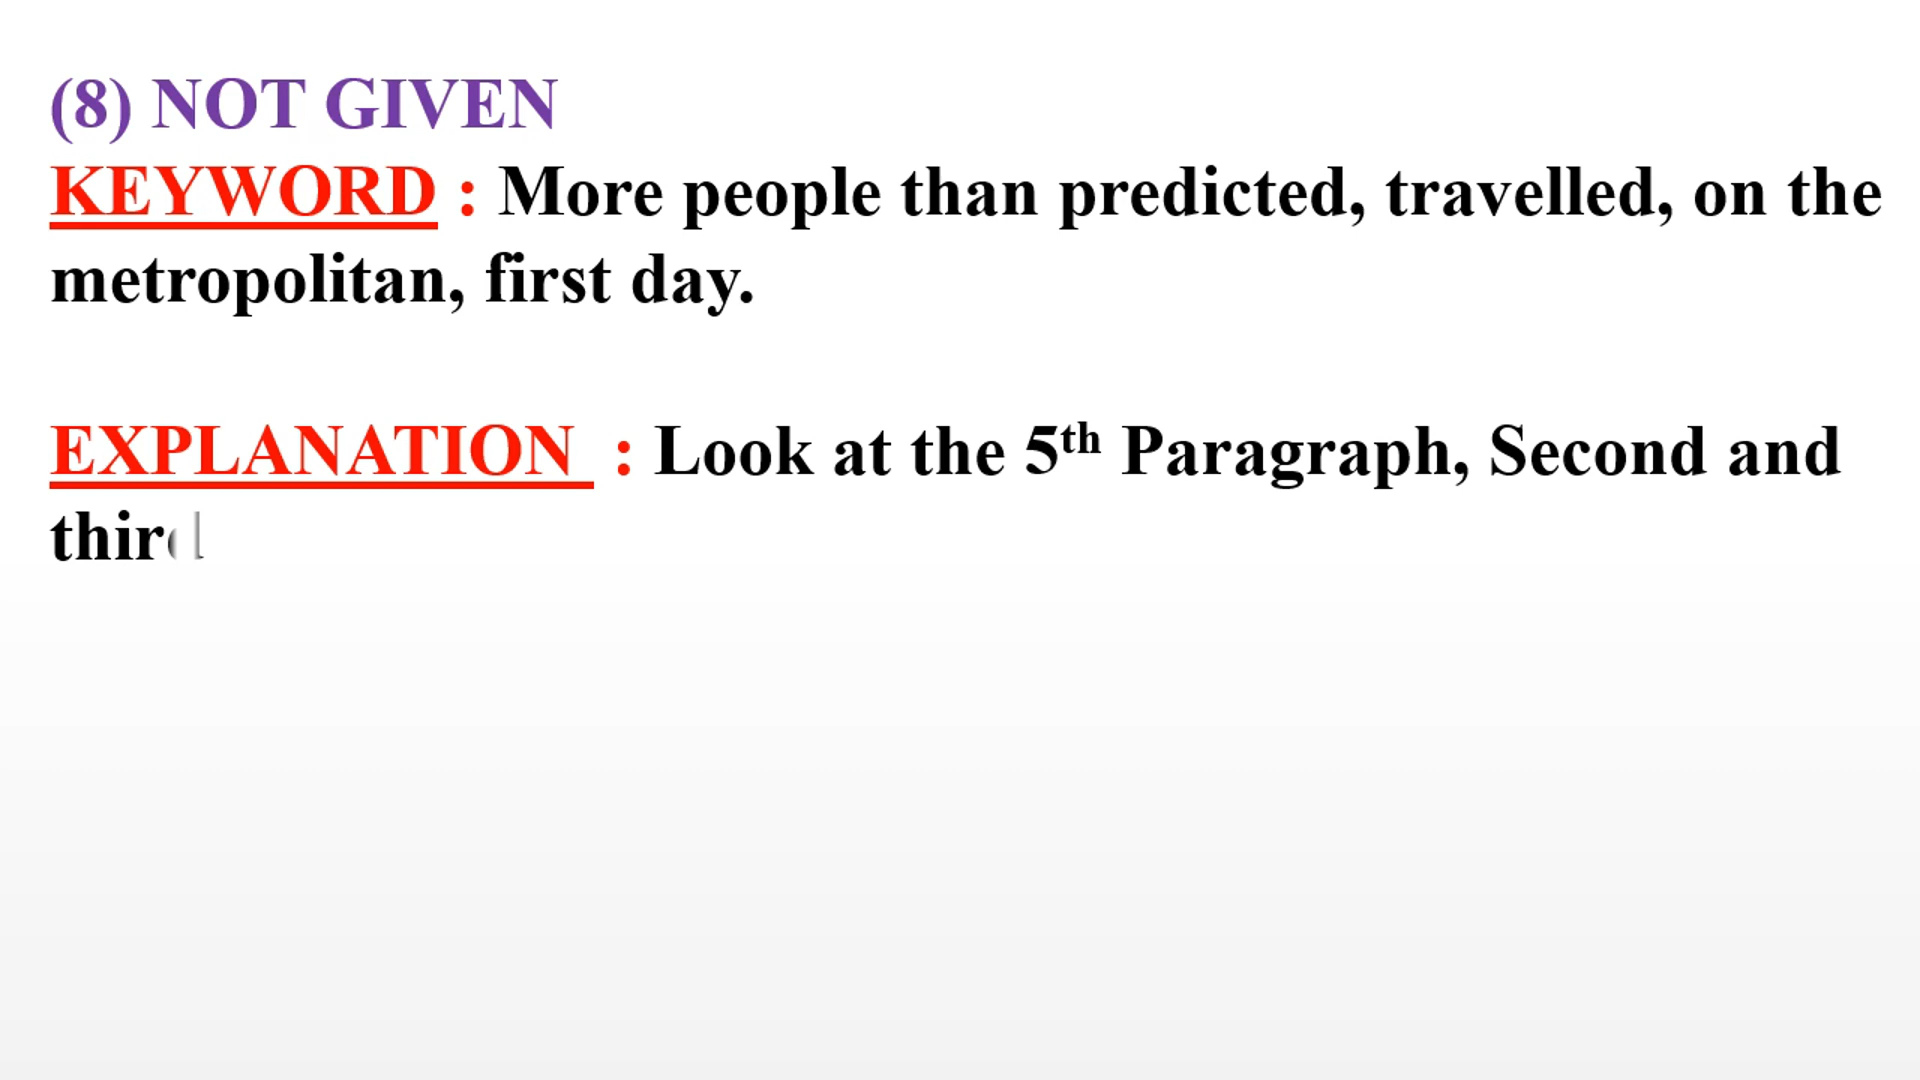 (8) NOT GIVEN
KEYWORD : More people than predicted, travelled, on the
metropolitan, first day.
EXPLANATION : Look at the 5th Paragraph, Second and
third